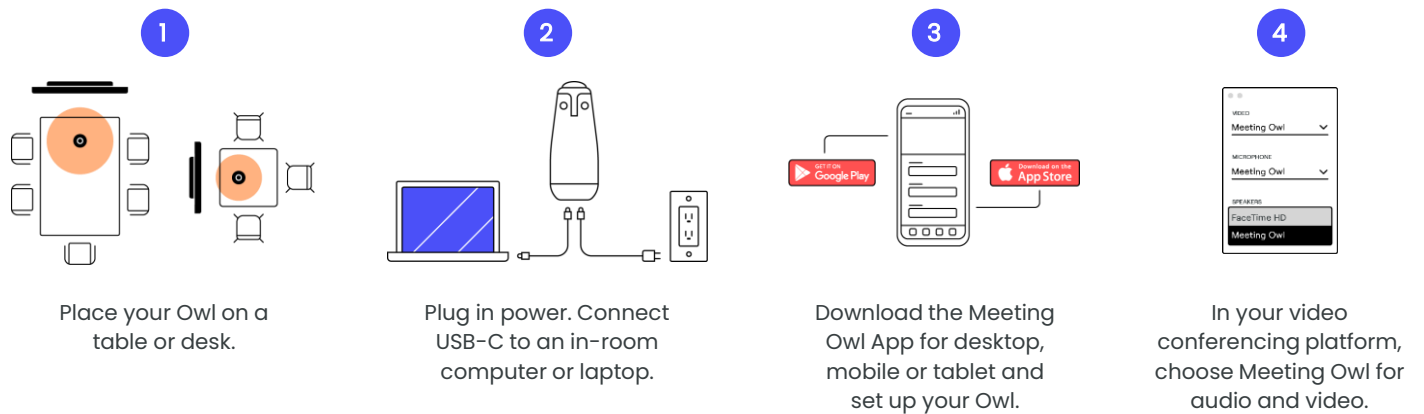 1
2
3
4
GET IT ON
Google Play
Download on the
App Store
VIDEO
Meeting Owl
MICROPHONE
Meeting Owl
SPEAKERS
FaceTime HD
Meeting Owl
Place your Owl on a
table or desk.
Plug in power. Connect
USB-C to an in-room
computer or laptop.
Download the Meeting
Owl App for desktop,
mobile or tablet and
set up your Owl.
In your video
conferencing platform,
choose Meeting Owl for
audio and video.